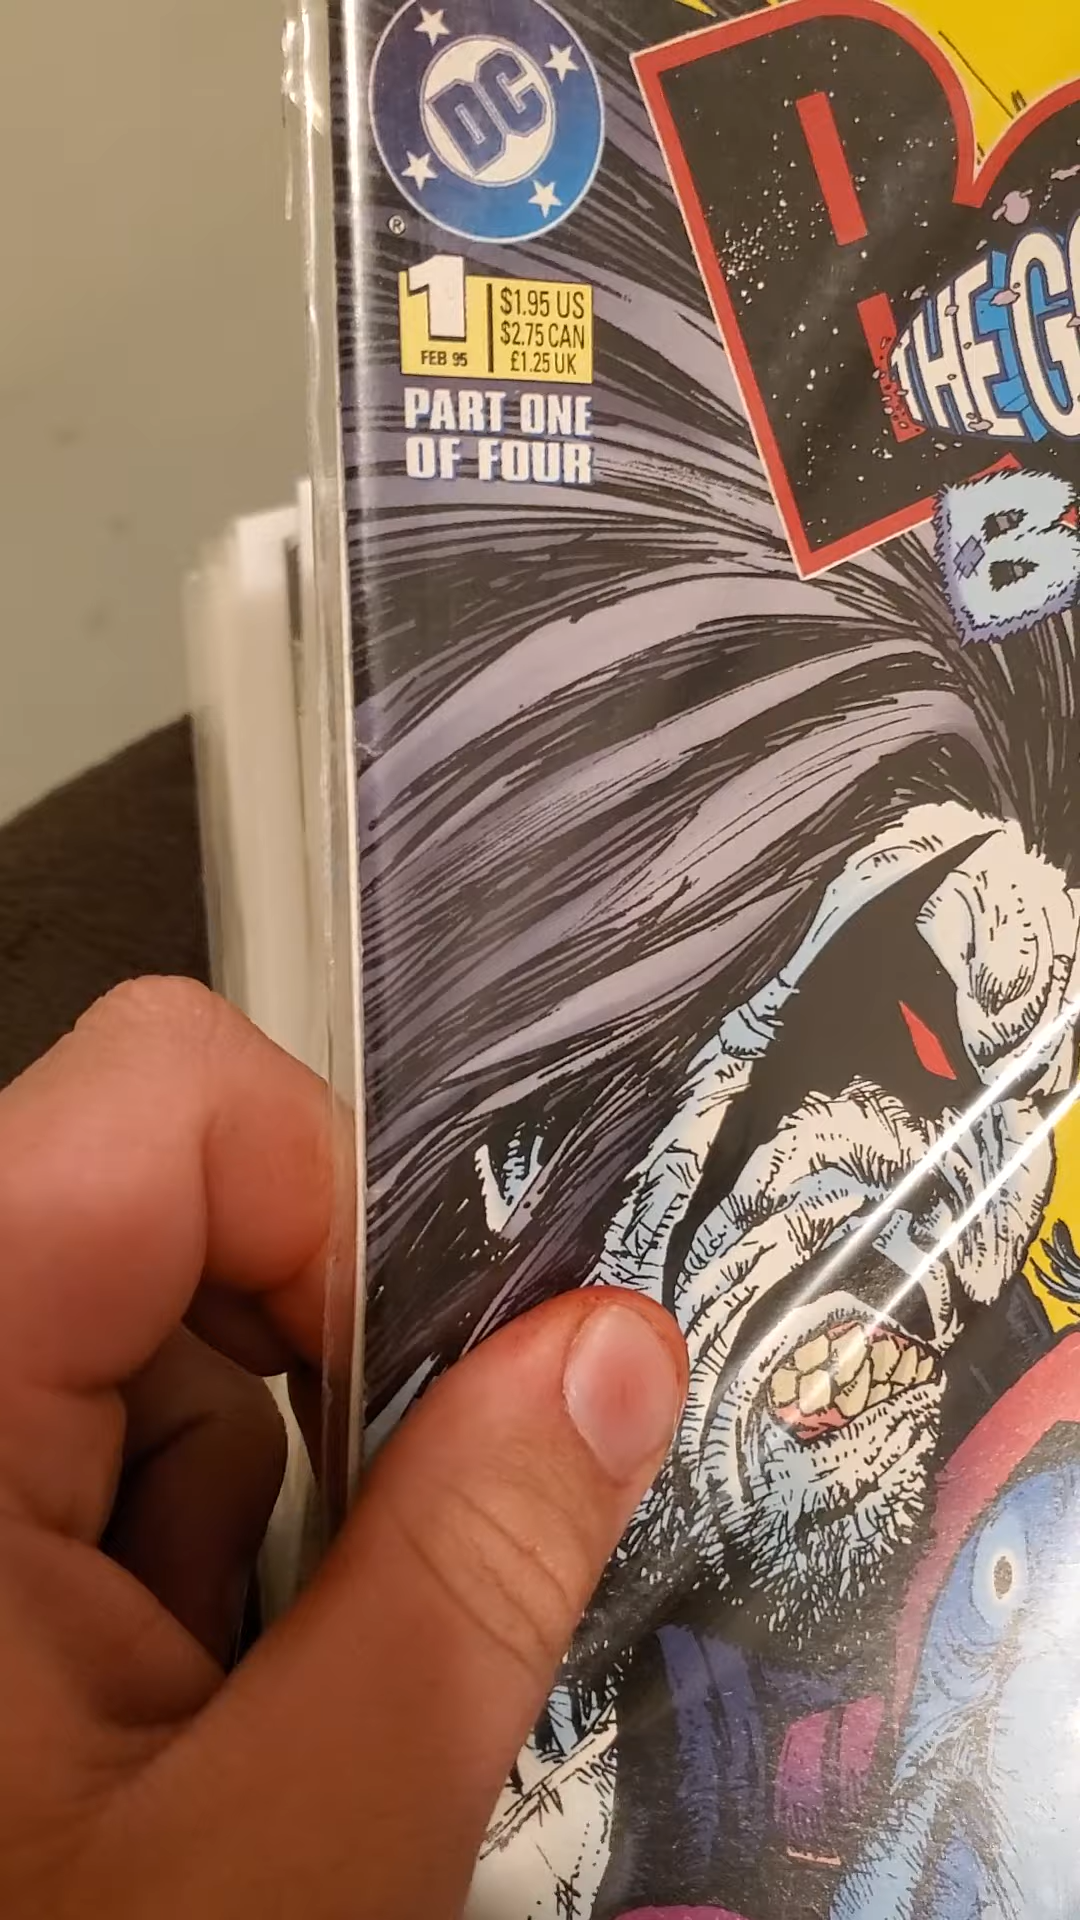 DC
®
1
FEB 95
$1.95 US
$2.75 CAN
£1.25 UK
PART ONE
OF FOUR
THE G
B